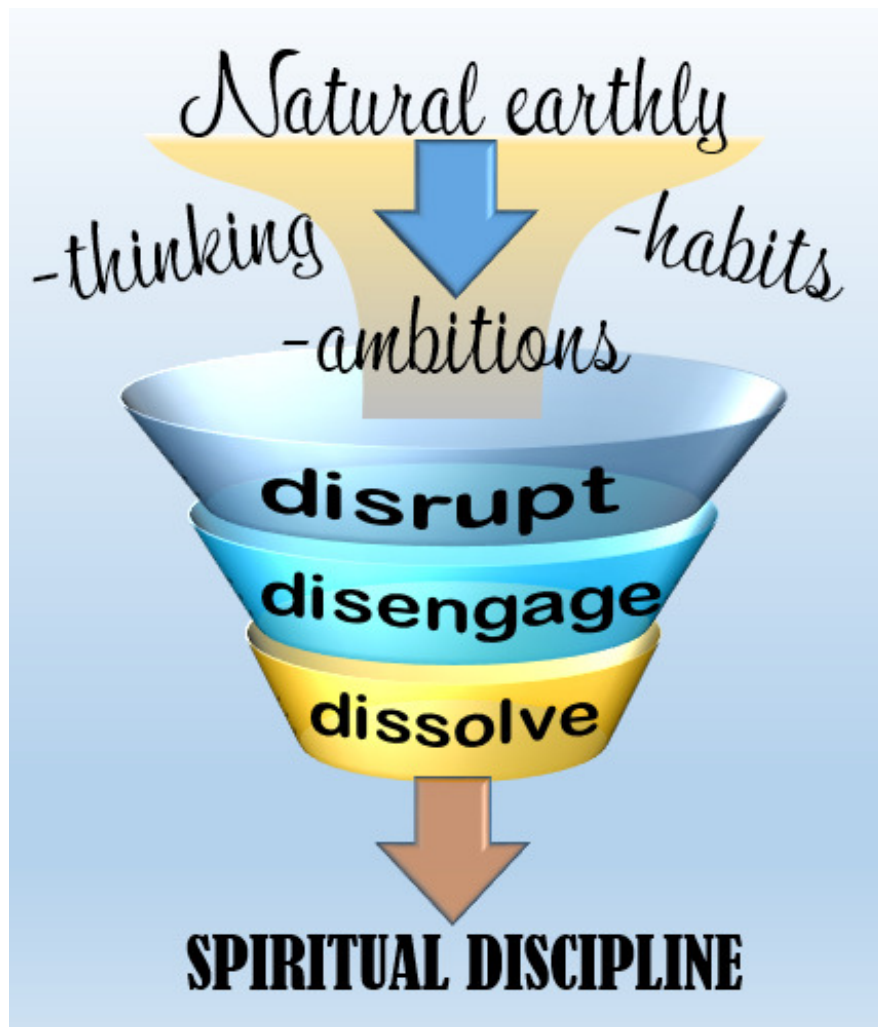 Natural earthly
-thinking
-habits
-ambitions
disrupt
disengage
dissolve
SPIRITUAL DISCIPLINE